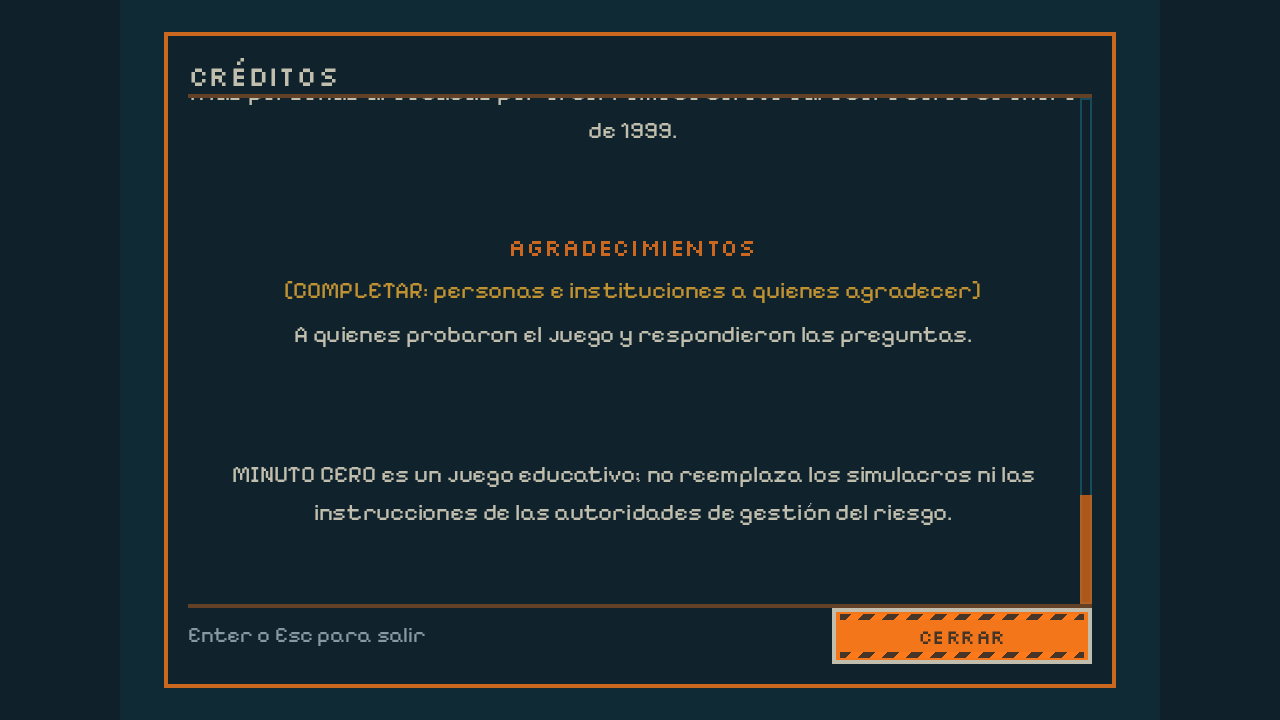 CRÉDITOS
de 1999.
AGRADECIMIENTOS
(COMPLETAR: personas e instituciones a quienes agradecer)
A quienes probaron el juego y respondieron las preguntas.
MINUTO CERO es un juego educativo; no reemplaza los simulacros ni las
instrucciones de las autoridades de gestión del riesgo.
Enter o Esc para salir
CERRAR